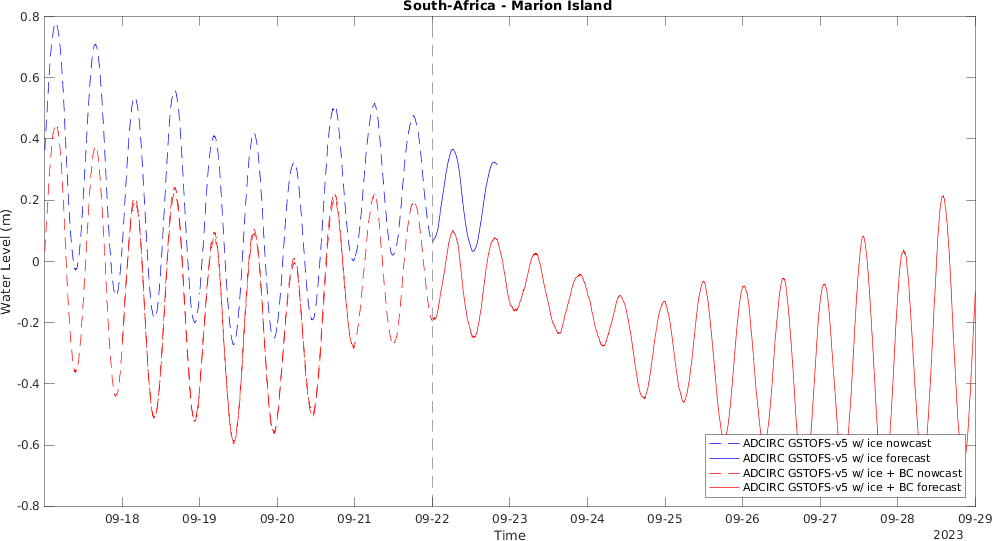 South-Africa - Marion Island
0.8
0.6
0.4
0.2
0
-0.2
-0.4
-0.6
-0.8
Water Level (m)
ADCIRC GSTOFS-v5 w/ ice nowcast
ADCIRC GSTOFS-v5 w/ ice forecast
ADCIRC GSTOFS-v5 w/ ice + BC nowcast
ADCIRC GSTOFS-v5 w/ ice + BC forecast
09-18 09-19 09-20 09-21 09-22 09-23 09-24 09-25 09-26 09-27 09-28 09-29
Time
2023